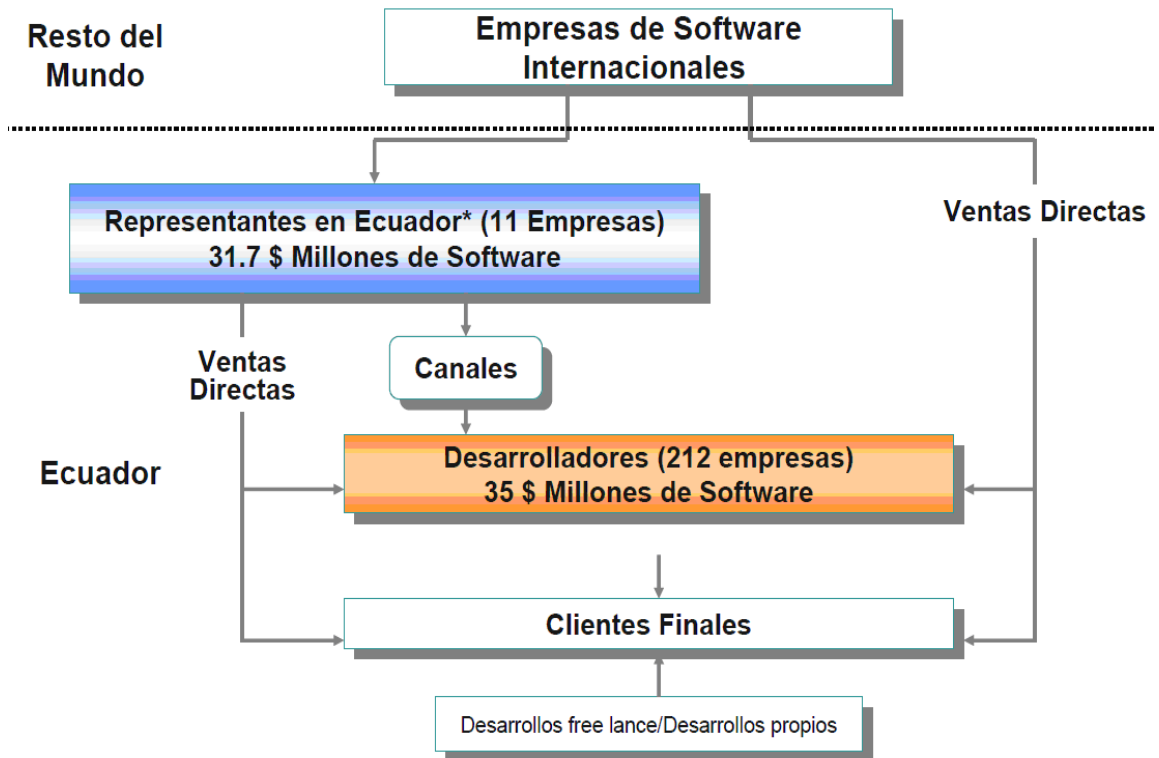 Resto del
Mundo
Empresas de Software
Internacionales
Representantes en Ecuador* (11 Empresas)
31.7 $ Millones de Software
Ventas Directas
Ventas
Directas
Canales
Ecuador
Desarrolladores (212 empresas)
35 $ Millones de Software
Clientes Finales
Desarrollos free lance/Desarrollos propios